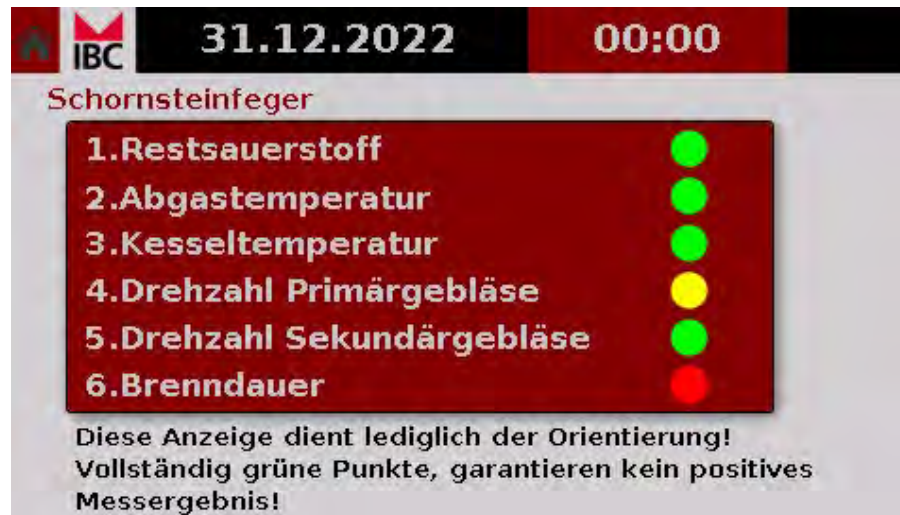 IBC 31.12.2022 00:00
Schornsteinfeger
1.Restsauerstoff
2.Abgastemperatur
3.Kesseltemperatur
4.Drehzahl Primärgebläse
5.Drehzahl Sekundärgebläse
6.Brenndauer
Diese Anzeige dient lediglich der Orientierung!
Vollständig grüne Punkte, garantieren kein positives
Messergebnis!